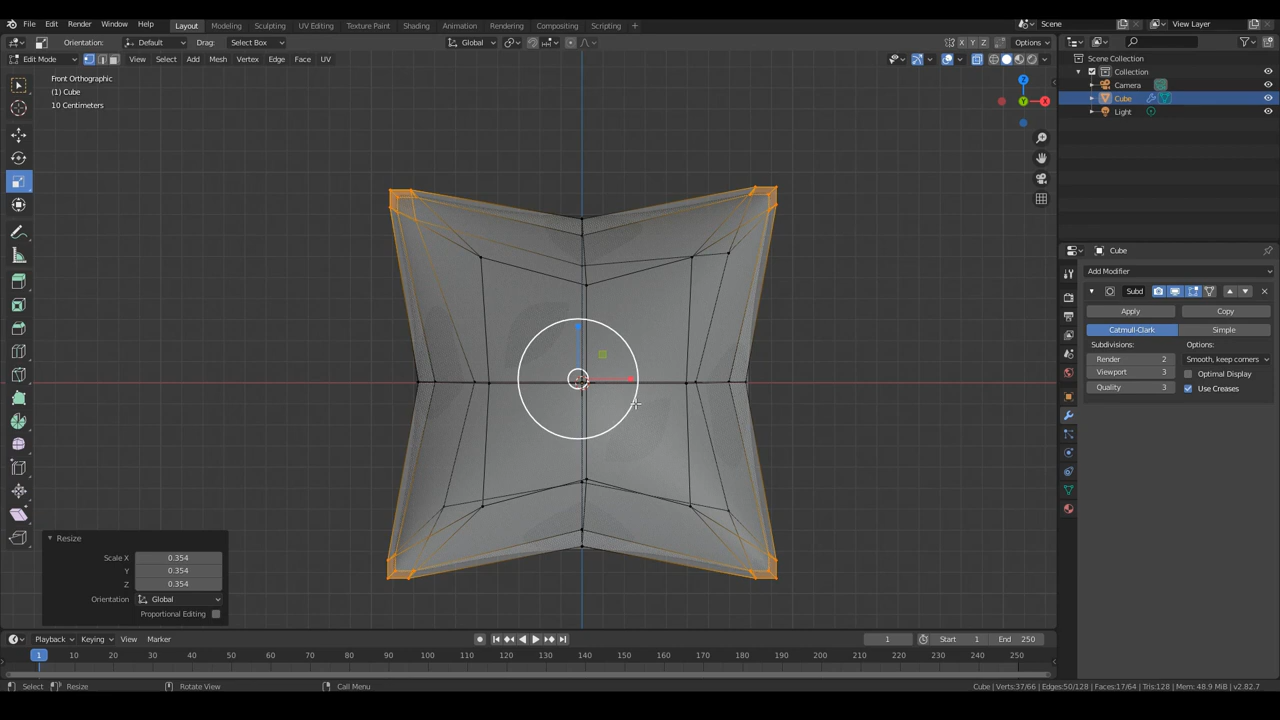 File Edit Render Window Help Layout Modeling Sculpting UV Editing Texture Paint Shading Animation Rendering Compositing Scripting + Scene View Layer
Orientation: Default Drag: Select Box Global X Y Z Options
Edit Mode View Select Add Mesh Vertex Edge Face UV
Front Orthographic
(1) Cube
10 Centimeters
Z
Y
X
Scene Collection
Collection
Camera
Cube
Light
Cube
Add Modifier
Subd
Apply Copy
Catmull-Clark Simple
Subdivisions: Options:
Render 2 Smooth, keep corners
Viewport 3 Optimal Display
Quality 3 Use Creases
Resize
Scale X 0.354
Y 0.354
Z 0.354
Orientation Global
Proportional Editing
Playback Keying View Marker 1 Start 1 End 250
1 10 20 30 40 50 60 70 80 90 100 110 120 130 140 150 160 170 180 190 200 210 220 230 240 250
Select Resize Rotate View Call Menu Cube | Verts:37/66 | Edges:50/128 | Faces:17/64 | Tris:128 | Mem: 48.9 MiB | v2.82.7